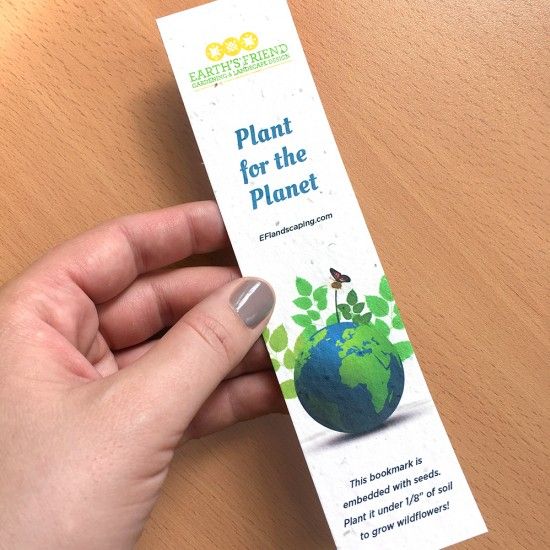 EARTH'S FRIEND
GARDENING & LANDSCAPE DESIGN
Plant
for the
Planet
EFlandscaping.com
This bookmark is
embedded with seeds.
Plant it under 1/8" of soil
to grow wildflowers!